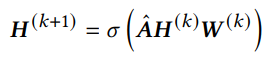 H^(k+1) = σ(ÂH^(k)W^(k))